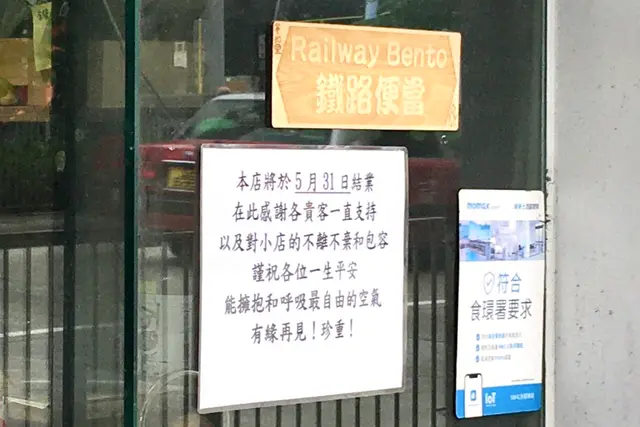 Railway Bento
鐵路便當
本店將於5月31日結業
在此感謝各貴客一直支持
以及對小店的不離不棄和包容
謹祝各位一生平安
能擁抱和呼吸最自由的空氣
有緣再見！珍重！
momax
符合
食環署要求
IoT